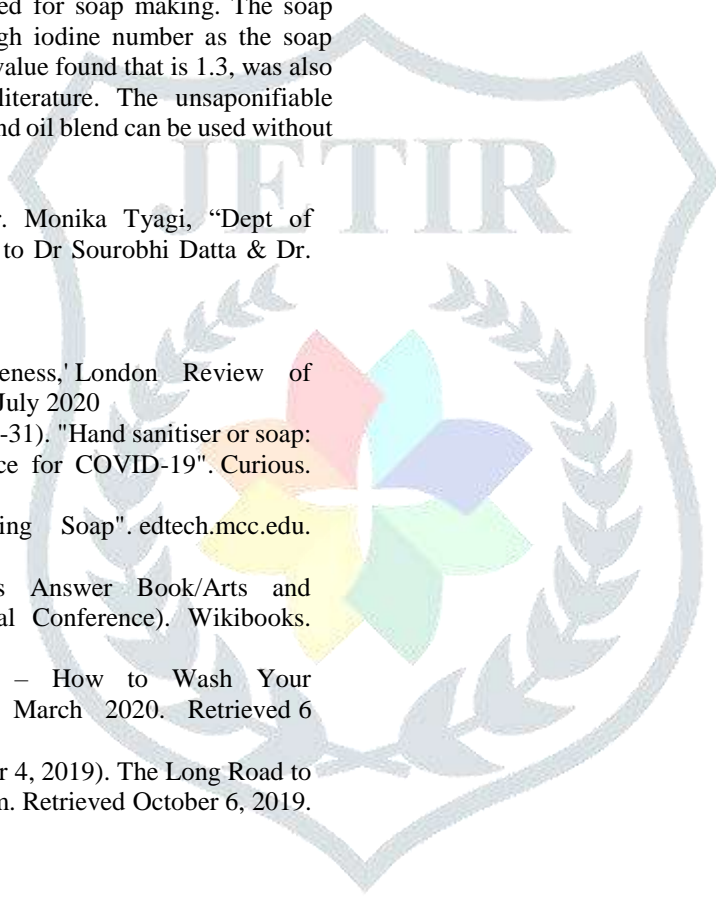 ed for soap making. The soap
gh iodine number as the soap
value found that is 1.3, was also
literature. The unsaponifiable
nd oil blend can be used without
r. Monika Tyagi, “Dept of
to Dr Sourobhi Datta & Dr.
eness,' London Review of
July 2020
-31). "Hand sanitiser or soap:
ce for COVID-19". Curious.
ing Soap". edtech.mcc.edu.
s Answer Book/Arts and
al Conference). Wikibooks.
– How to Wash Your
March 2020. Retrieved 6
r 4, 2019). The Long Road to
n. Retrieved October 6, 2019.
JETIR